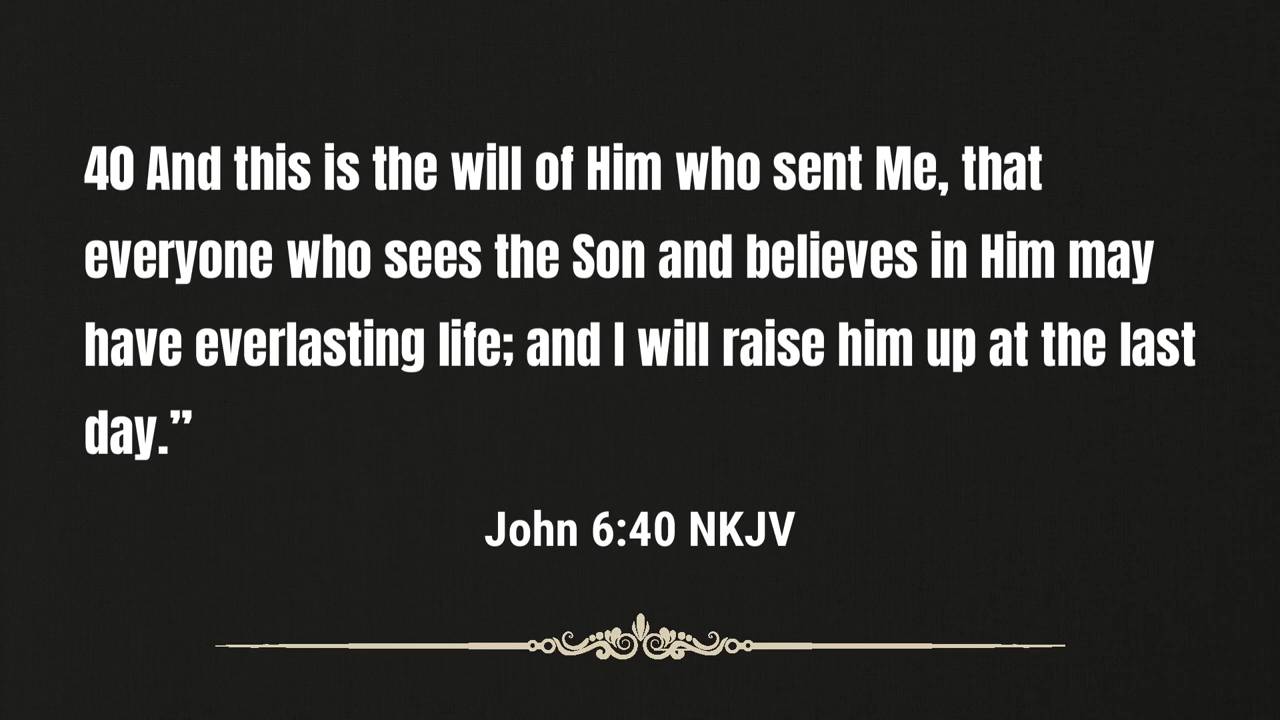 40 And this is the will of Him who sent Me, that
everyone who sees the Son and believes in Him may
have everlasting life; and I will raise him up at the last
day.”
John 6:40 NKJV